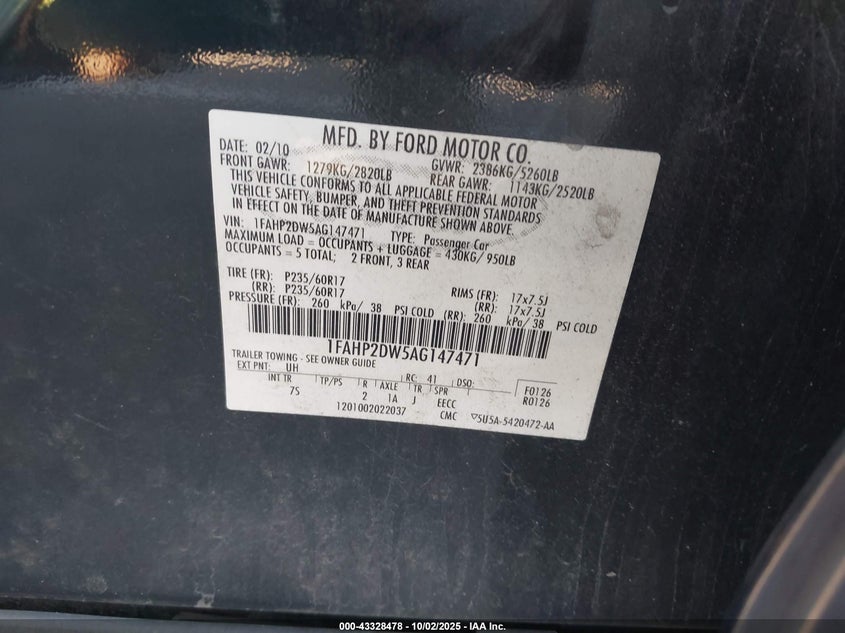 MFD. BY FORD MOTOR CO.
DATE: 02/10 GVWR: 2386KG/5260LB
FRONT GAWR: 1279KG/2820LB REAR GAWR: 1143KG/2520LB
THIS VEHICLE CONFORMS TO ALL APPLICABLE FEDERAL MOTOR
VEHICLE SAFETY, BUMPER, AND THEFT PREVENTION STANDARDS
IN EFFECT ON THE DATE OF MANUFACTURE SHOWN ABOVE.
VIN: 1FAHP2DW5AG147471 TYPE: Passenger Car
MAXIMUM LOAD = OCCUPANTS + LUGGAGE = 430KG/ 950LB
OCCUPANTS = 5 TOTAL; 2 FRONT, 3 REAR
TIRE (FR): P235/60R17 RIMS (FR): 17x7.5J
(RR): P235/60R17 (RR): 17x7.5J
PRESSURE (FR): 260 kPa/ 38 PSI COLD (RR): 260 kPa/ 38 PSI COLD
1FAHP2DW5AG147471
TRAILER TOWING - SEE OWNER GUIDE
EXT PNT: UH RC: 41 DSO: F0126
INT TR TP/PS R AXLE TR SPR R0126
7S 2 1A J EECC
1201002022037 CMC ▽5U5A-5420472-AA
000-43328478 - 10/02/2025 - IAA Inc.